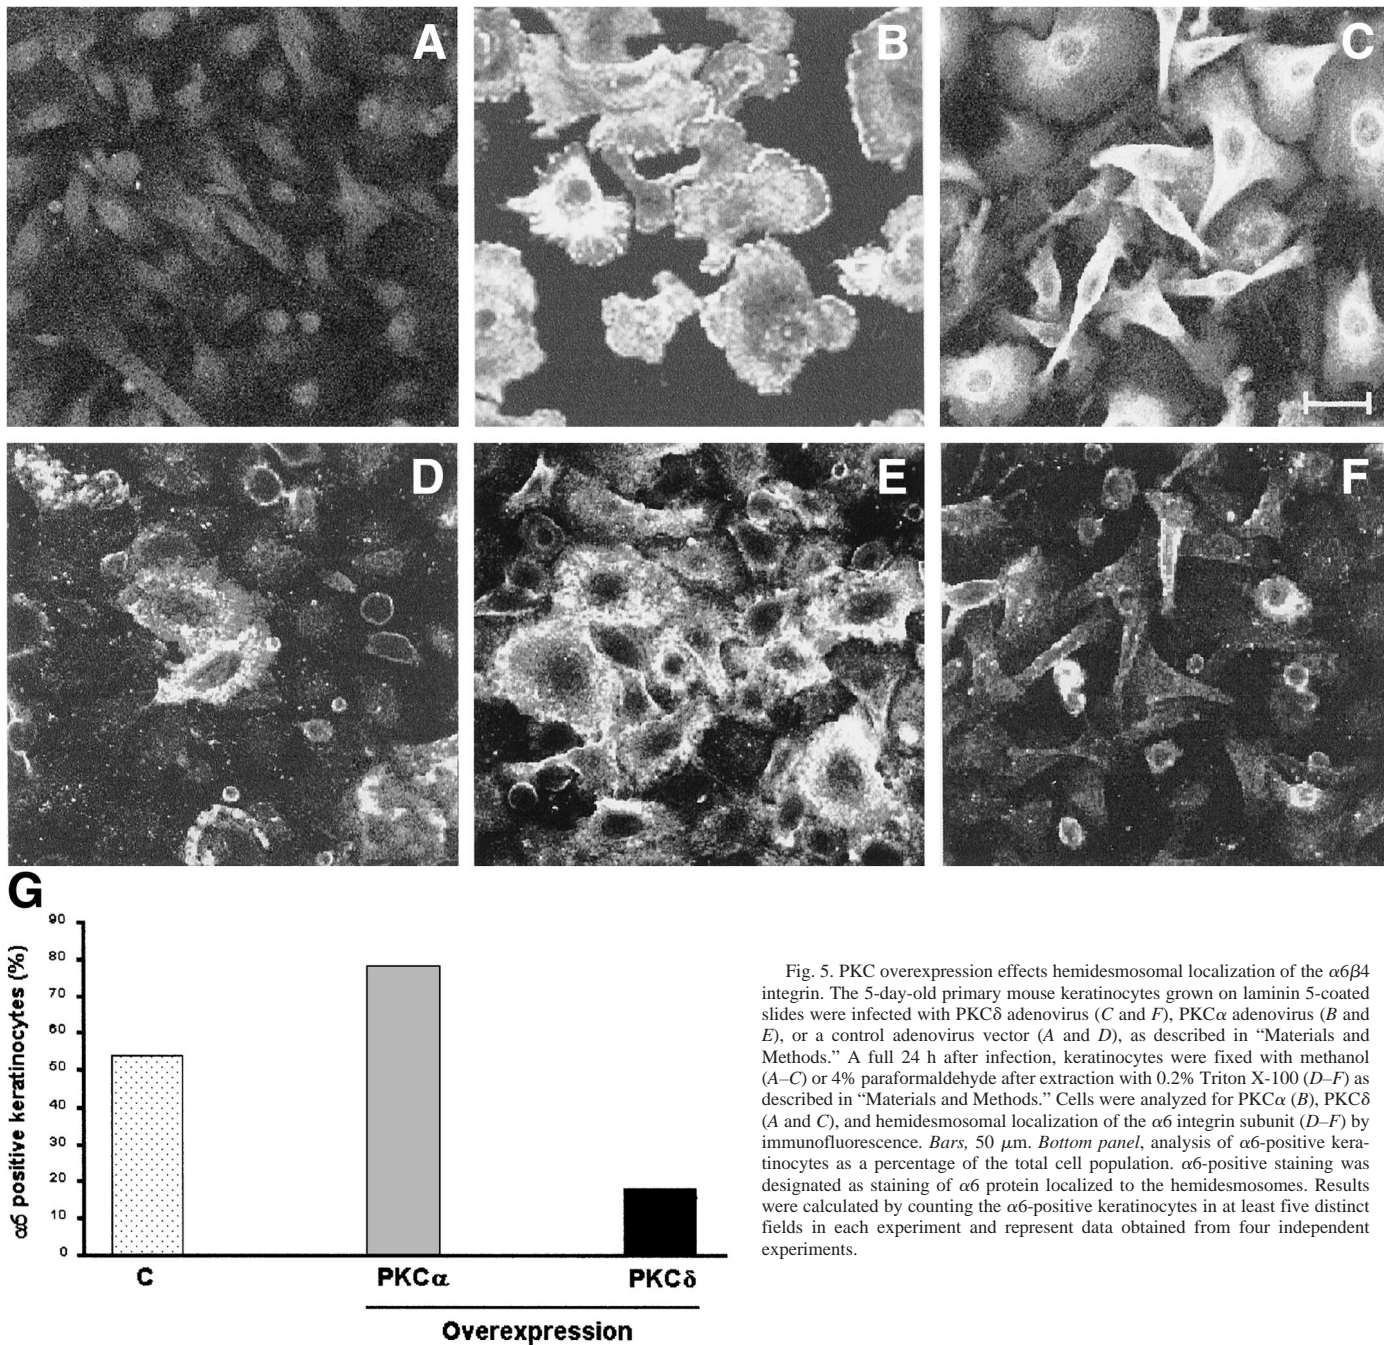 A
B
C
D
E
F
G
α6 positive keratinocytes (%)
90
80
70
60
50
40
30
20
10
0
C
PKCα
PKCδ
Overexpression
Fig. 5. PKC overexpression effects hemidesmosomal localization of the α6β4
integrin. The 5-day-old primary mouse keratinocytes grown on laminin 5-coated
slides were infected with PKCδ adenovirus (C and F), PKCα adenovirus (B and
E), or a control adenovirus vector (A and D), as described in “Materials and
Methods.” A full 24 h after infection, keratinocytes were fixed with methanol
(A–C) or 4% paraformaldehyde after extraction with 0.2% Triton X-100 (D–F) as
described in “Materials and Methods.” Cells were analyzed for PKCα (B), PKCδ
(A and C), and hemidesmosomal localization of the α6 integrin subunit (D–F) by
immunofluorescence. Bars, 50 μm. Bottom panel, analysis of α6-positive kera-
tinocytes as a percentage of the total cell population. α6-positive staining was
designated as staining of α6 protein localized to the hemidesmosomes. Results
were calculated by counting the α6-positive keratinocytes in at least five distinct
fields in each experiment and represent data obtained from four independent
experiments.